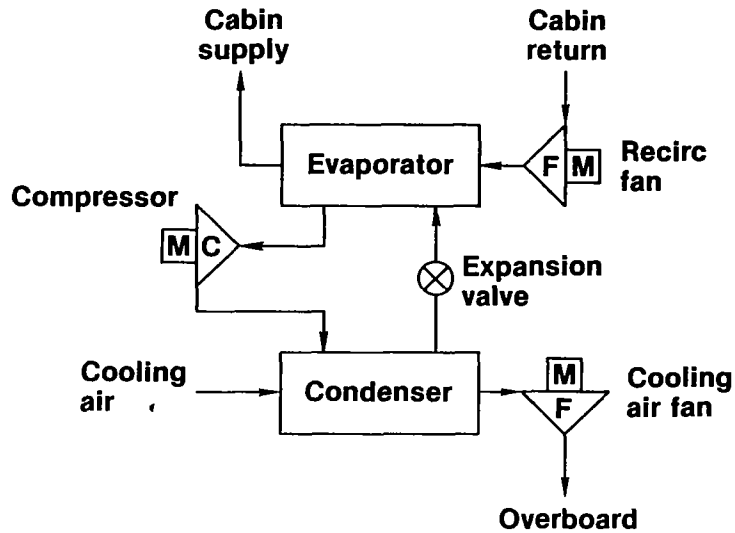 Cabin
supply
Cabin
return
Evaporator
F
M
Recirc
fan
Compressor
M
C
Expansion
valve
Cooling
air
Condenser
M
F
Cooling
air fan
Overboard